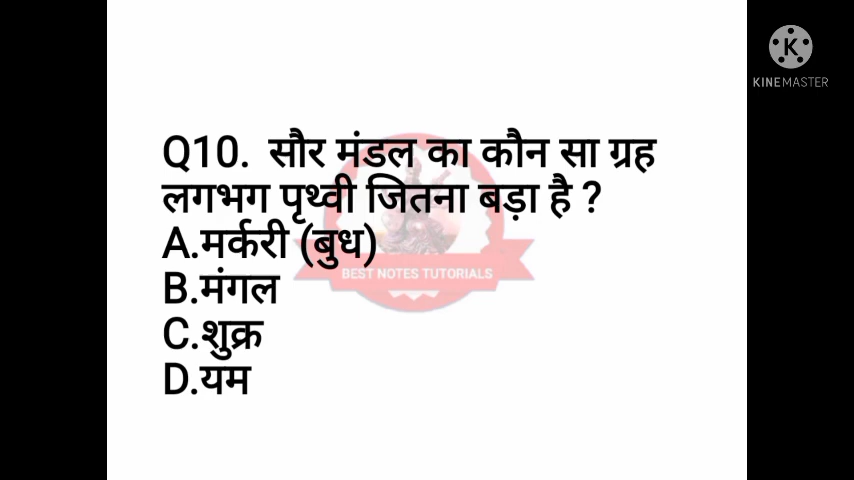 K
KINEMASTER
Q10. सौर मंडल का कौन सा ग्रह
लगभग पृथ्वी जितना बड़ा है ?
A.मर्करी (बुध)
BEST NOTES TUTORIALS
B.मंगल
C.शुक्र
D.यम